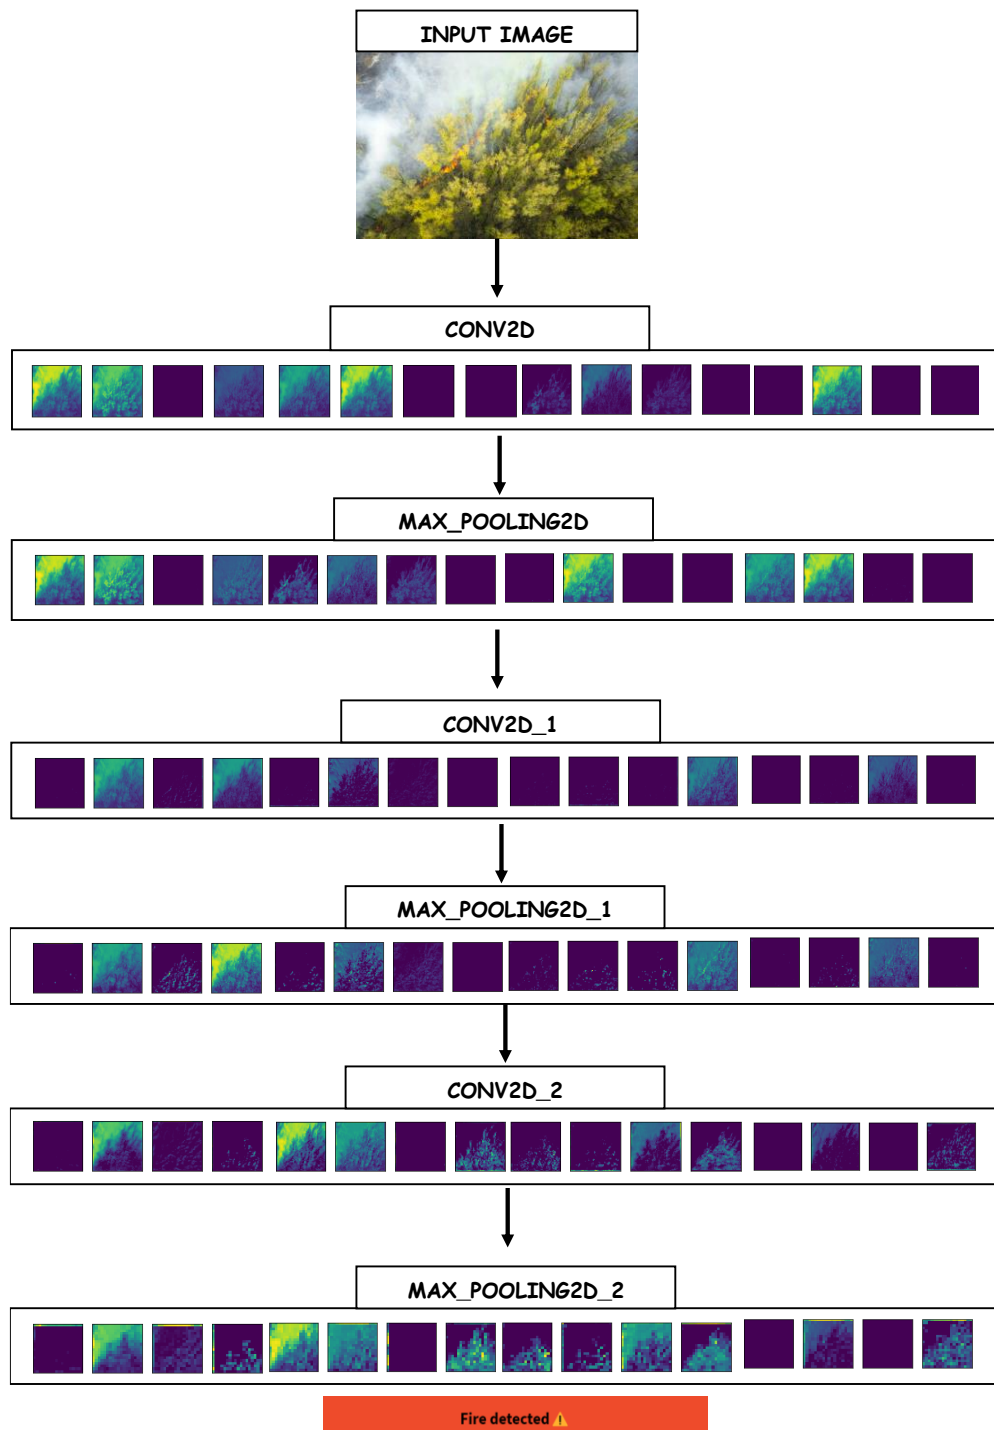 INPUT IMAGE
CONV2D
MAX_POOLING2D
CONV2D_1
MAX_POOLING2D_1
CONV2D_2
MAX_POOLING2D_2
Fire detected ⚠